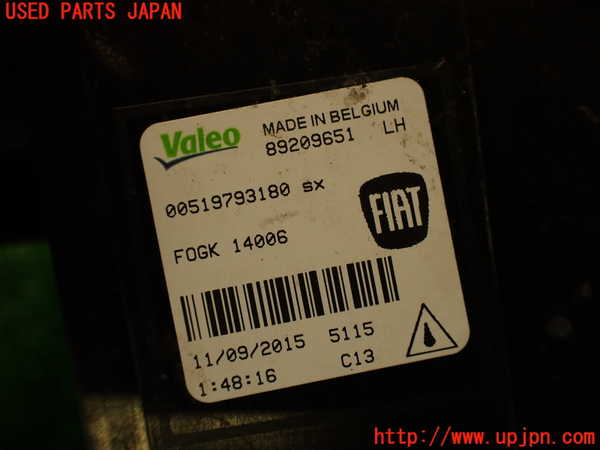 USED PARTS JAPAN
Valeo
MADE IN BELGIUM
89209651 LH
00519793180 sx
FIAT
FOGK 14006
11/09/2015 5115
1:48:16 C13
http://www.upjpn.com/